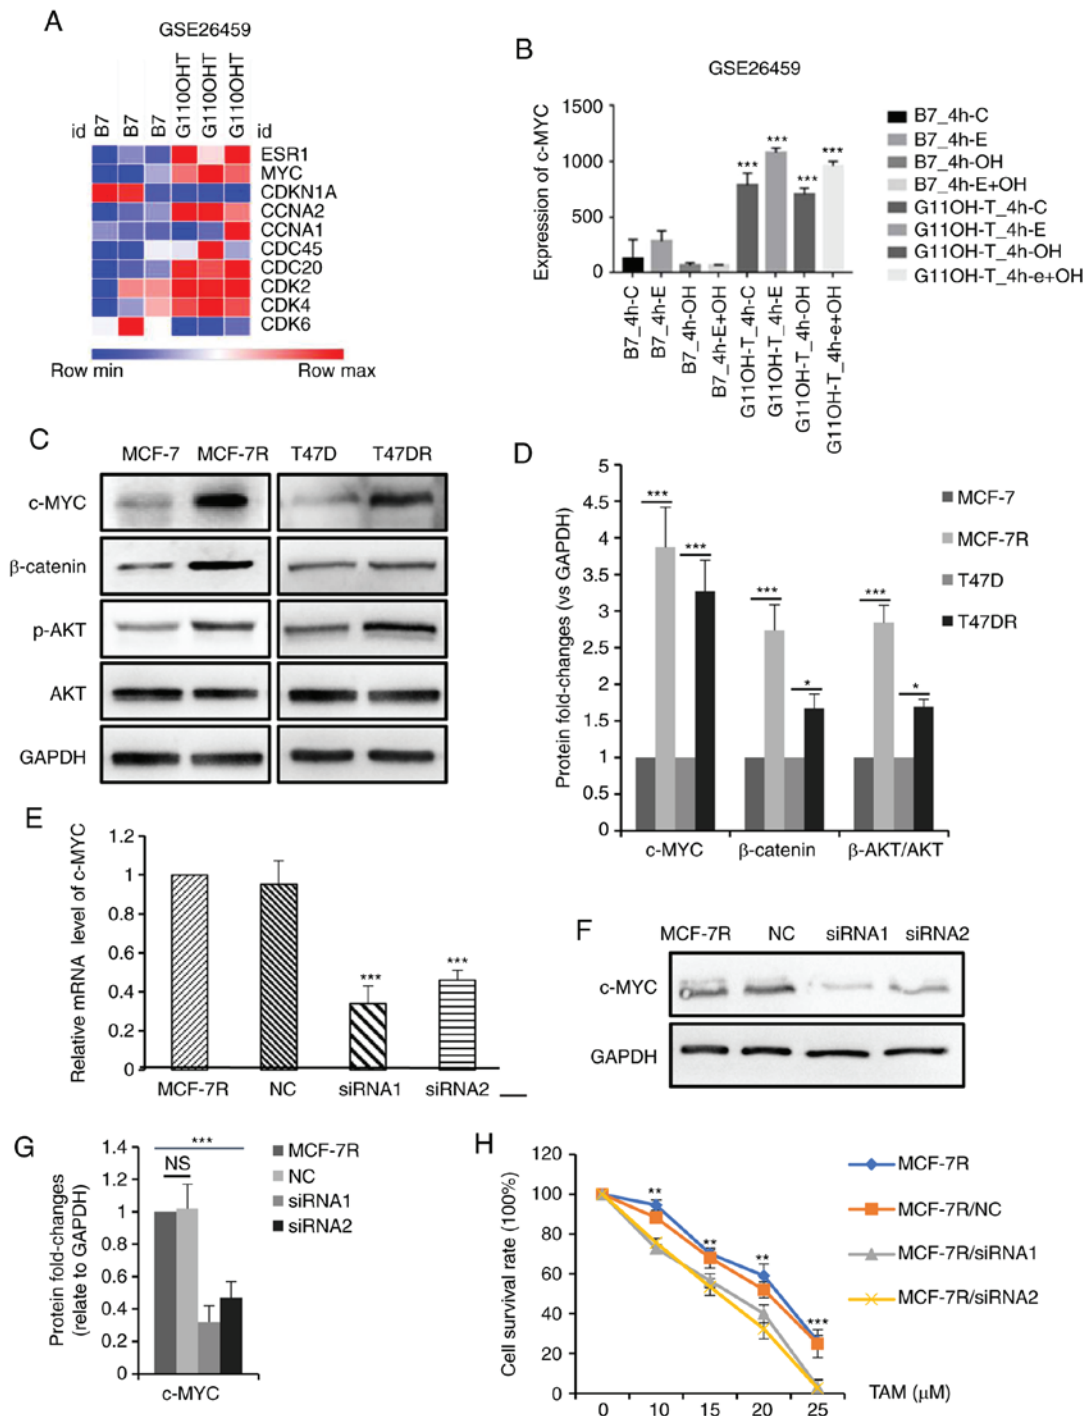 A
GSE26459
id B7 B7 B7 G110OHT G110OHT G110OHT id
ESR1
MYC
CDKN1A
CCNA2
CCNA1
CDC45
CDC20
CDK2
CDK4
CDK6
Row min Row max
B
GSE26459
Expression of c-MYC
1500
1000
500
0
*** *** *** ***
B7_4h-C
B7_4h-E
B7_4h-OH
B7_4h-E+OH
G11OH-T_4h-C
G11OH-T_4h-E
G11OH-T_4h-OH
G11OH-T_4h-e+OH
B7_4h-C
B7_4h-E
B7_4h-OH
B7_4h-E+OH
G11OH-T_4h-C
G11OH-T_4h-E
G11OH-T_4h-OH
G11OH-T_4h-e+OH
C
MCF-7 MCF-7R T47D T47DR
c-MYC
β-catenin
p-AKT
AKT
GAPDH
D
Protein fold-changes (vs GAPDH)
5
4.5
4
3.5
3
2.5
2
1.5
1
0.5
0
*** *** *** * *** *
c-MYC β-catenin β-AKT/AKT
MCF-7
MCF-7R
T47D
T47DR
E
Relative mRNA level of c-MYC
1.2
1
0.8
0.6
0.4
0.2
0
*** ***
MCF-7R NC siRNA1 siRNA2
F
MCF-7R NC siRNA1 siRNA2
c-MYC
GAPDH
G
Protein fold-changes
(relate to GAPDH)
1.4
1.2
1
0.8
0.6
0.4
0.2
0
***
NS
c-MYC
MCF-7R
NC
siRNA1
siRNA2
H
Cell survival rate (100%)
120
100
80
60
40
20
0
** ** ** ***
0 10 15 20 25 TAM (μM)
MCF-7R
MCF-7R/NC
MCF-7R/siRNA1
MCF-7R/siRNA2